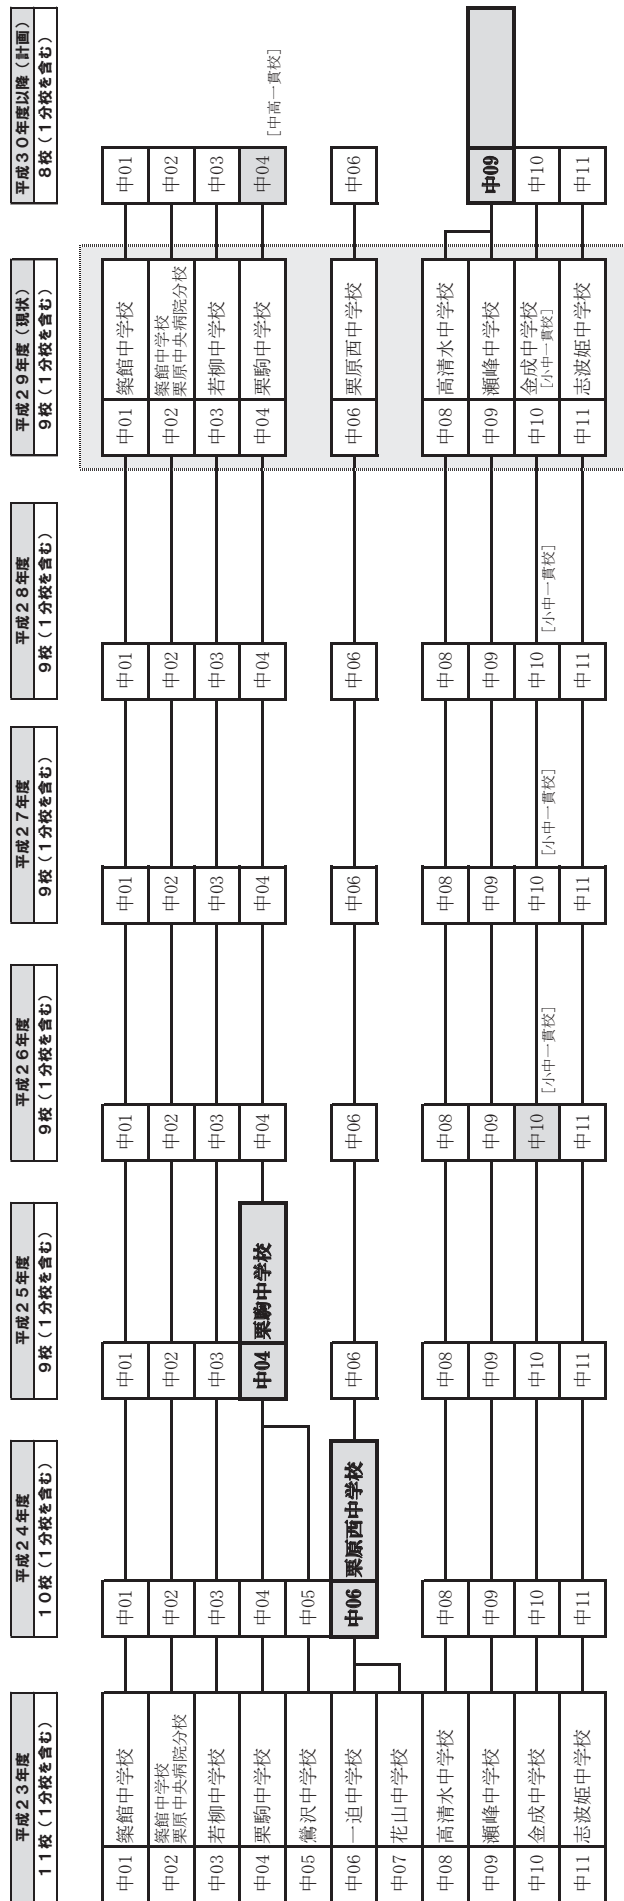 平成23年度
11校（1分校を含む）
中01 築館中学校
中02 築館中学校
栗原中央病院分校
中03 若柳中学校
中04 栗駒中学校
中05 鶯沢中学校
中06 一迫中学校
中07 花山中学校
中08 高清水中学校
中09 瀬峰中学校
中10 金成中学校
中11 志波姫中学校
平成24年度
10校（1分校を含む）
中01
中02
中03
中04
中05
中06 栗原西中学校
中08
中09
中10
中11
平成25年度
9校（1分校を含む）
中01
中02
中03
中04 栗駒中学校
中06
中08
中09
中10
中11
平成26年度
9校（1分校を含む）
中01
中02
中03
中04
中06
中08
中09
中10
[小中一貫校]
中11
平成27年度
9校（1分校を含む）
中01
中02
中03
中04
中06
中08
中09
中10
[小中一貫校]
中11
平成28年度
9校（1分校を含む）
中01
中02
中03
中04
中06
中08
中09
中10
[小中一貫校]
中11
平成29年度（現状）
9校（1分校を含む）
中01 築館中学校
中02 築館中学校
栗原中央病院分校
中03 若柳中学校
中04 栗駒中学校
中06 栗原西中学校
中08 高清水中学校
中09 瀬峰中学校
中10 金成中学校
[小中一貫校]
中11 志波姫中学校
平成30年度以降（計画）
8校（1分校を含む）
中01
中02
中03
中04
[中高一貫校]
中06
中09
中10
中11